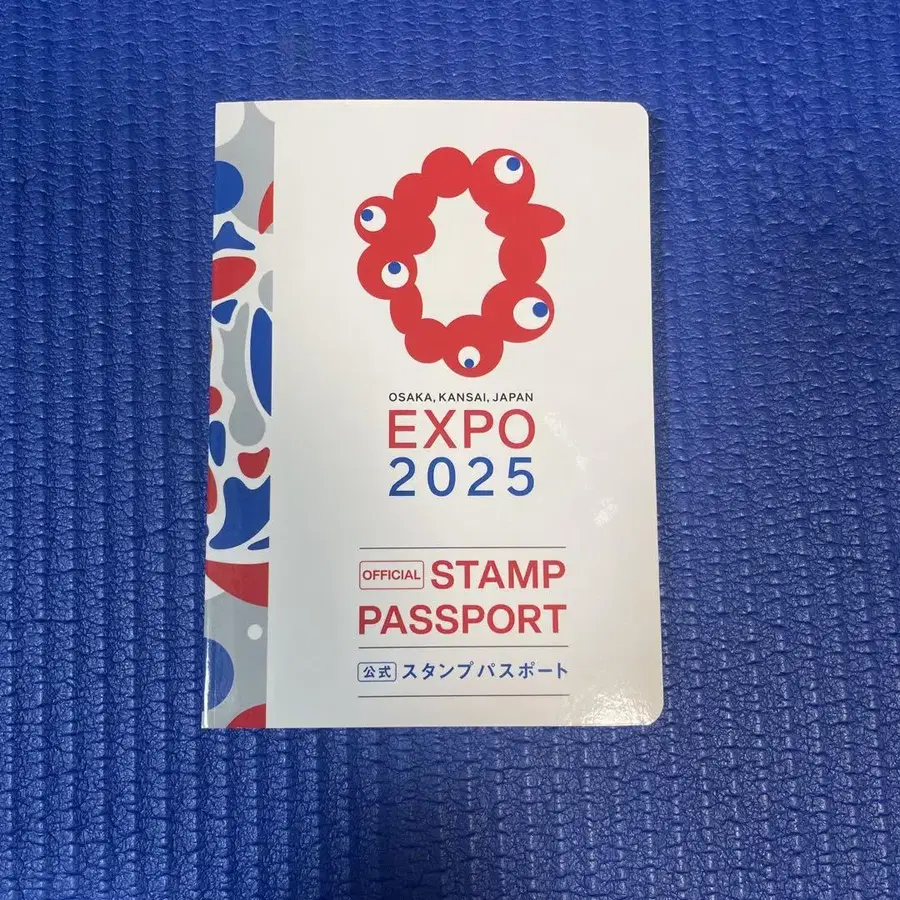 OSAKA, KANSAI, JAPAN
EXPO
2025
OFFICIAL STAMP
PASSPORT
公式 スタンプパスポート